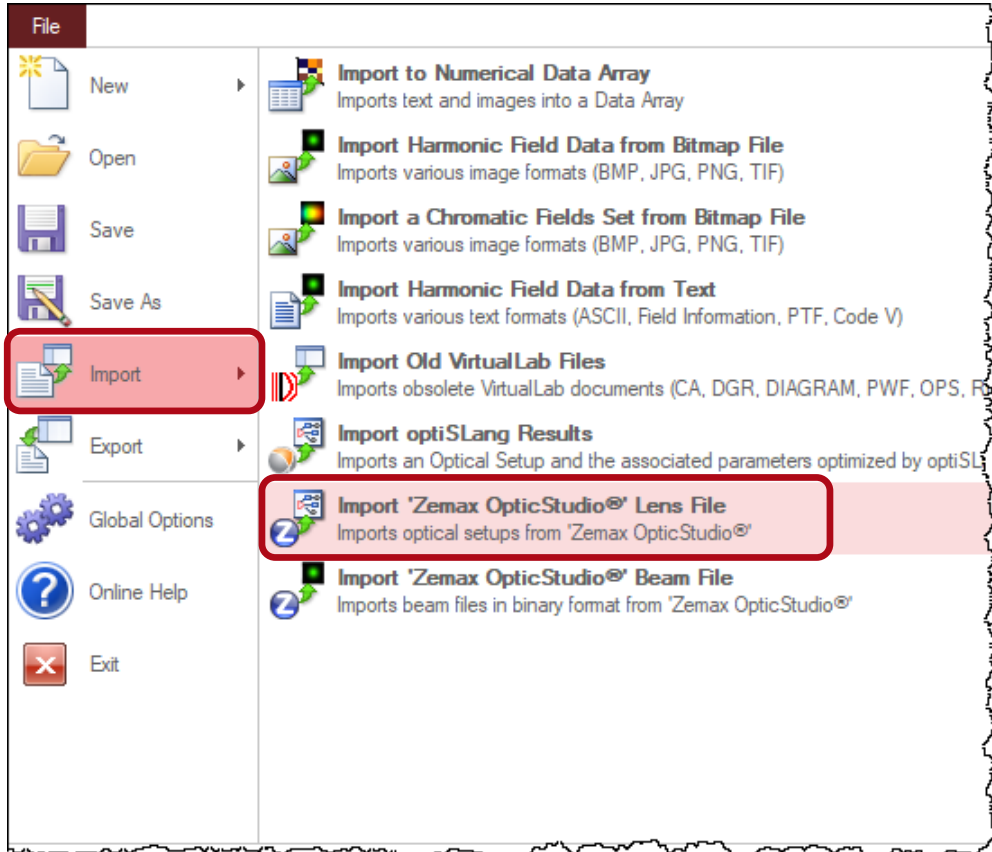 File
New
Open
Save
Save As
Import
Export
Global Options
Online Help
Exit
Import to Numerical Data Array
Imports text and images into a Data Array
Import Harmonic Field Data from Bitmap File
Imports various image formats (BMP, JPG, PNG, TIF)
Import a Chromatic Fields Set from Bitmap File
Imports various image formats (BMP, JPG, PNG, TIF)
Import Harmonic Field Data from Text
Imports various text formats (ASCII, Field Information, PTF, Code V)
Import Old VirtualLab Files
Imports obsolete VirtualLab documents (CA, DGR, DIAGRAM, PWF, OPS,
Import optiSLang Results
Imports an Optical Setup and the associated parameters optimized by
Import 'Zemax OpticStudio®' Lens File
Imports optical setups from 'Zemax OpticStudio®'
Import 'Zemax OpticStudio®' Beam File
Imports beam files in binary format from 'Zemax OpticStudio®'